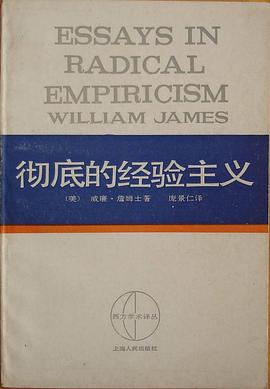 ESSAYS IN
RADICAL
EMPIRICISM
WILLIAM JAMES
彻底的经验主义
(美) 威廉·詹姆士著 庞景仁译
西方学术译丛
上海人民出版社